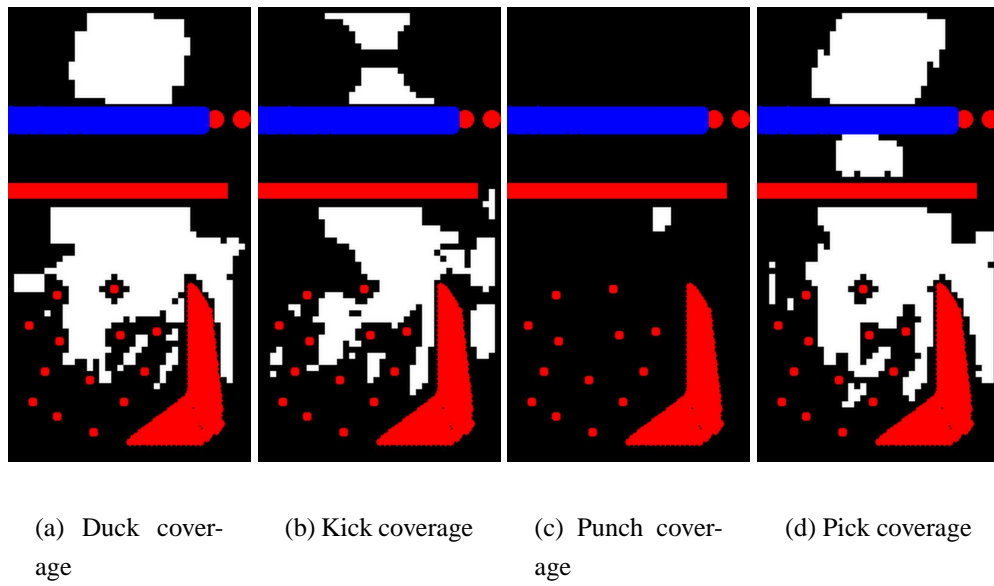 (a) Duck cover-
age
(b) Kick coverage
(c) Punch cover-
age
(d) Pick coverage